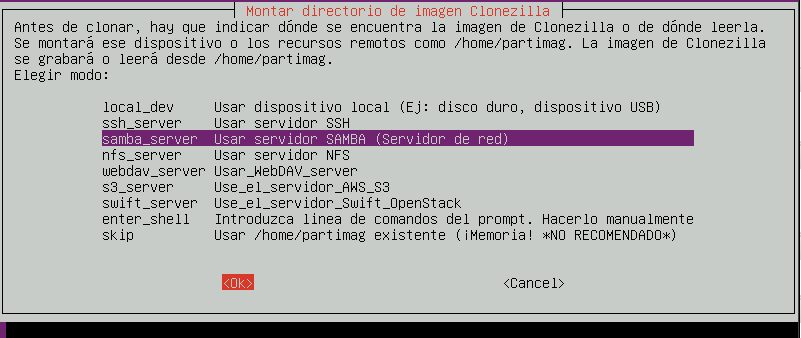 Montar directorio de imagen Clonezilla
Antes de clonar, hay que indicar dónde se encuentra la imagen de Clonezilla o de dónde leerla.
Se montará ese dispositivo o los recursos remotos como /home/partimag. La imagen de Clonezilla
se grabará o leerá desde /home/partimag.
Elegir modo:
local_dev Usar dispositivo local (Ej: disco duro, dispositivo USB)
ssh_server Usar servidor SSH
samba_server Usar servidor SAMBA (Servidor de red)
nfs_server Usar servidor NFS
webdav_server Usar_WebDAV_server
s3_server Use_el_servidor_AWS_S3
swift_server Use_el_servidor_Swift_OpenStack
enter_shell Introduzca linea de comandos del prompt. Hacerlo manualmente
skip Usar /home/partimag existente (¡Memoria! *NO RECOMENDADO*)
<Ok> <Cancel>